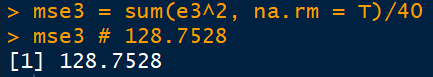 > mse3 = sum(e3^2, na.rm = T)/40
> mse3 # 128.7528
[1] 128.7528